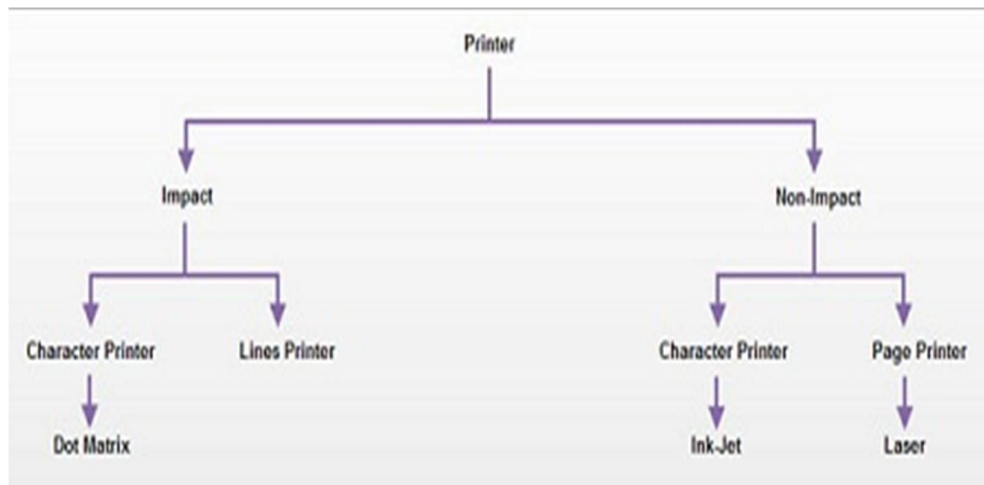 Printer
Impact
Non-Impact
Character Printer
Lines Printer
Character Printer
Page Printer
Dot Matrix
Ink-Jet
Laser